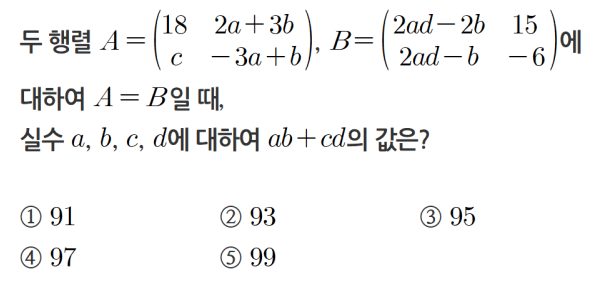 두 행렬 $A=\begin{pmatrix} 18 & 2a+3b \\ c & -3a+b \end{pmatrix}$, $B=\begin{pmatrix} 2ad-2b & 15 \\ 2ad-b & -6 \end{pmatrix}$에
대하여 $A=B$일 때,
실수 $a$, $b$, $c$, $d$에 대하여 $ab+cd$의 값은?
① 91 ② 93 ③ 95
④ 97 ⑤ 99